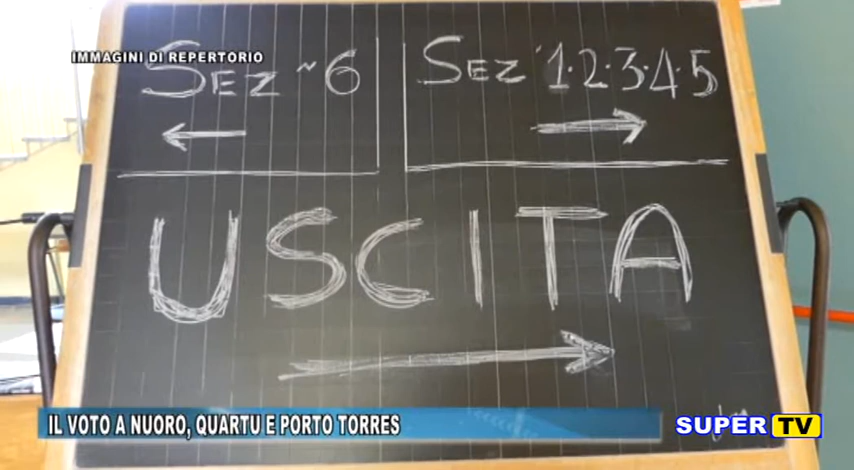 IMMAGINI DI REPERTORIO
SEZ 6
SEZ 1·2·3·4·5
USCITA
IL VOTO A NUORO, QUARTU E PORTO TORRES
SUPER TV